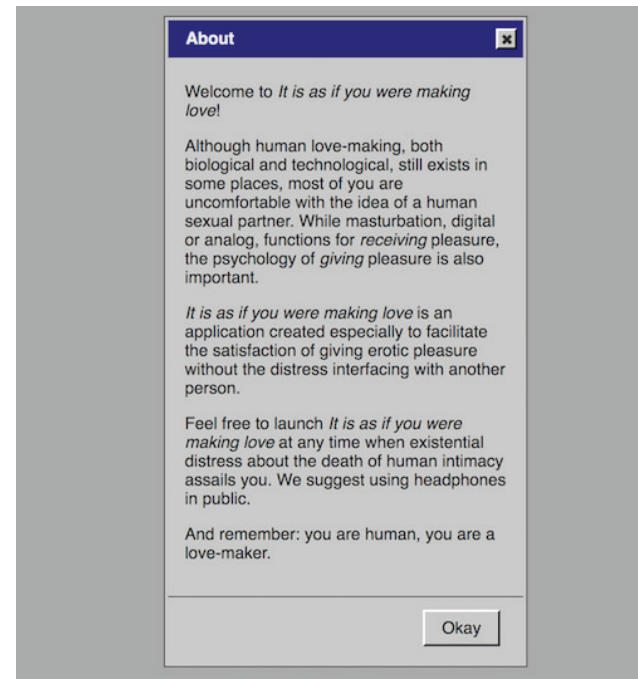 About
Welcome to It is as if you were making
love!
Although human love-making, both
biological and technological, still exists in
some places, most of you are
uncomfortable with the idea of a human
sexual partner. While masturbation, digital
or analog, functions for receiving pleasure,
the psychology of giving pleasure is also
important.
It is as if you were making love is an
application created especially to facilitate
the satisfaction of giving erotic pleasure
without the distress interfacing with another
person.
Feel free to launch It is as if you were
making love at any time when existential
distress about the death of human intimacy
assails you. We suggest using headphones
in public.
And remember: you are human, you are a
love-maker.
Okay